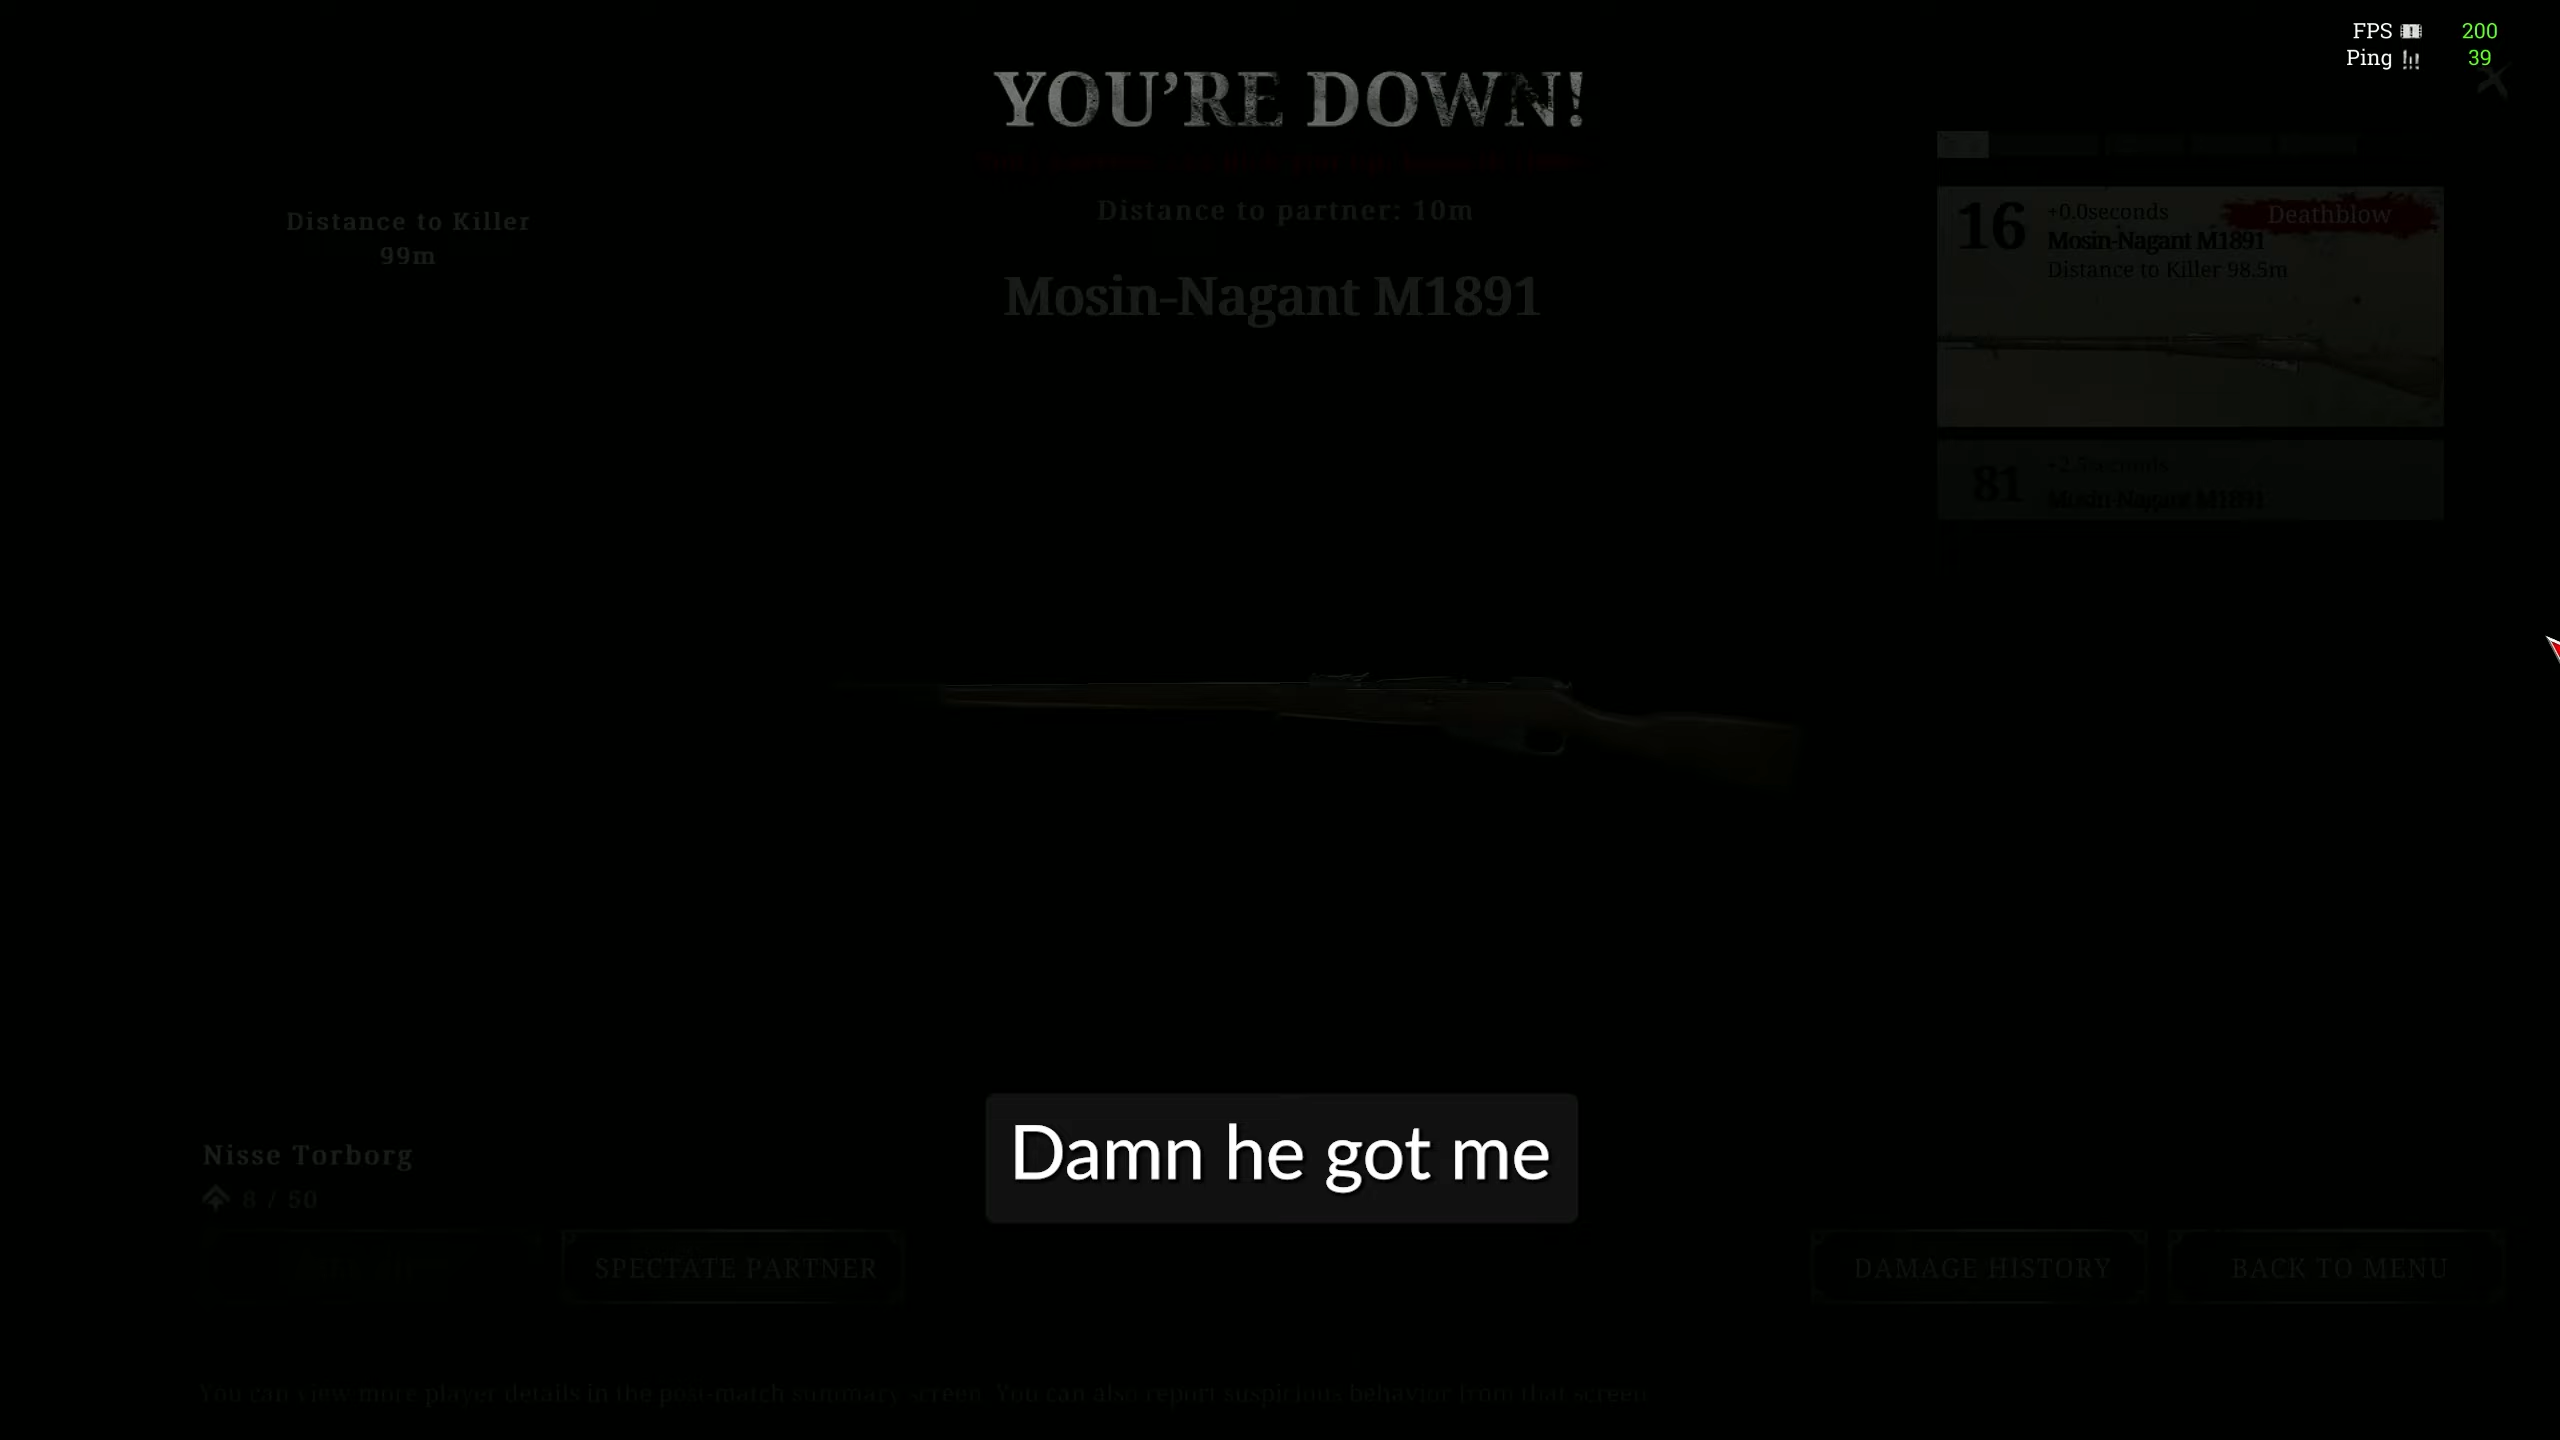 FPS 200
Ping 39
YOU'RE DOWN!
Distance to partner: 10m
Distance to Killer
99m
Mosin-Nagant M1891
16
+0.0seconds
Deathblow
Mosin-Nagant M1891
Distance to Killer 98.5m
81
+2.5seconds
Mosin-Nagant M1891
Damn he got me
Nisse Torborg
8 / 50
SPECTATE PARTNER
DAMAGE HISTORY
BACK TO MENU
You can view more player details in the post-match summary screen. You can also report suspicious behavior from that screen.